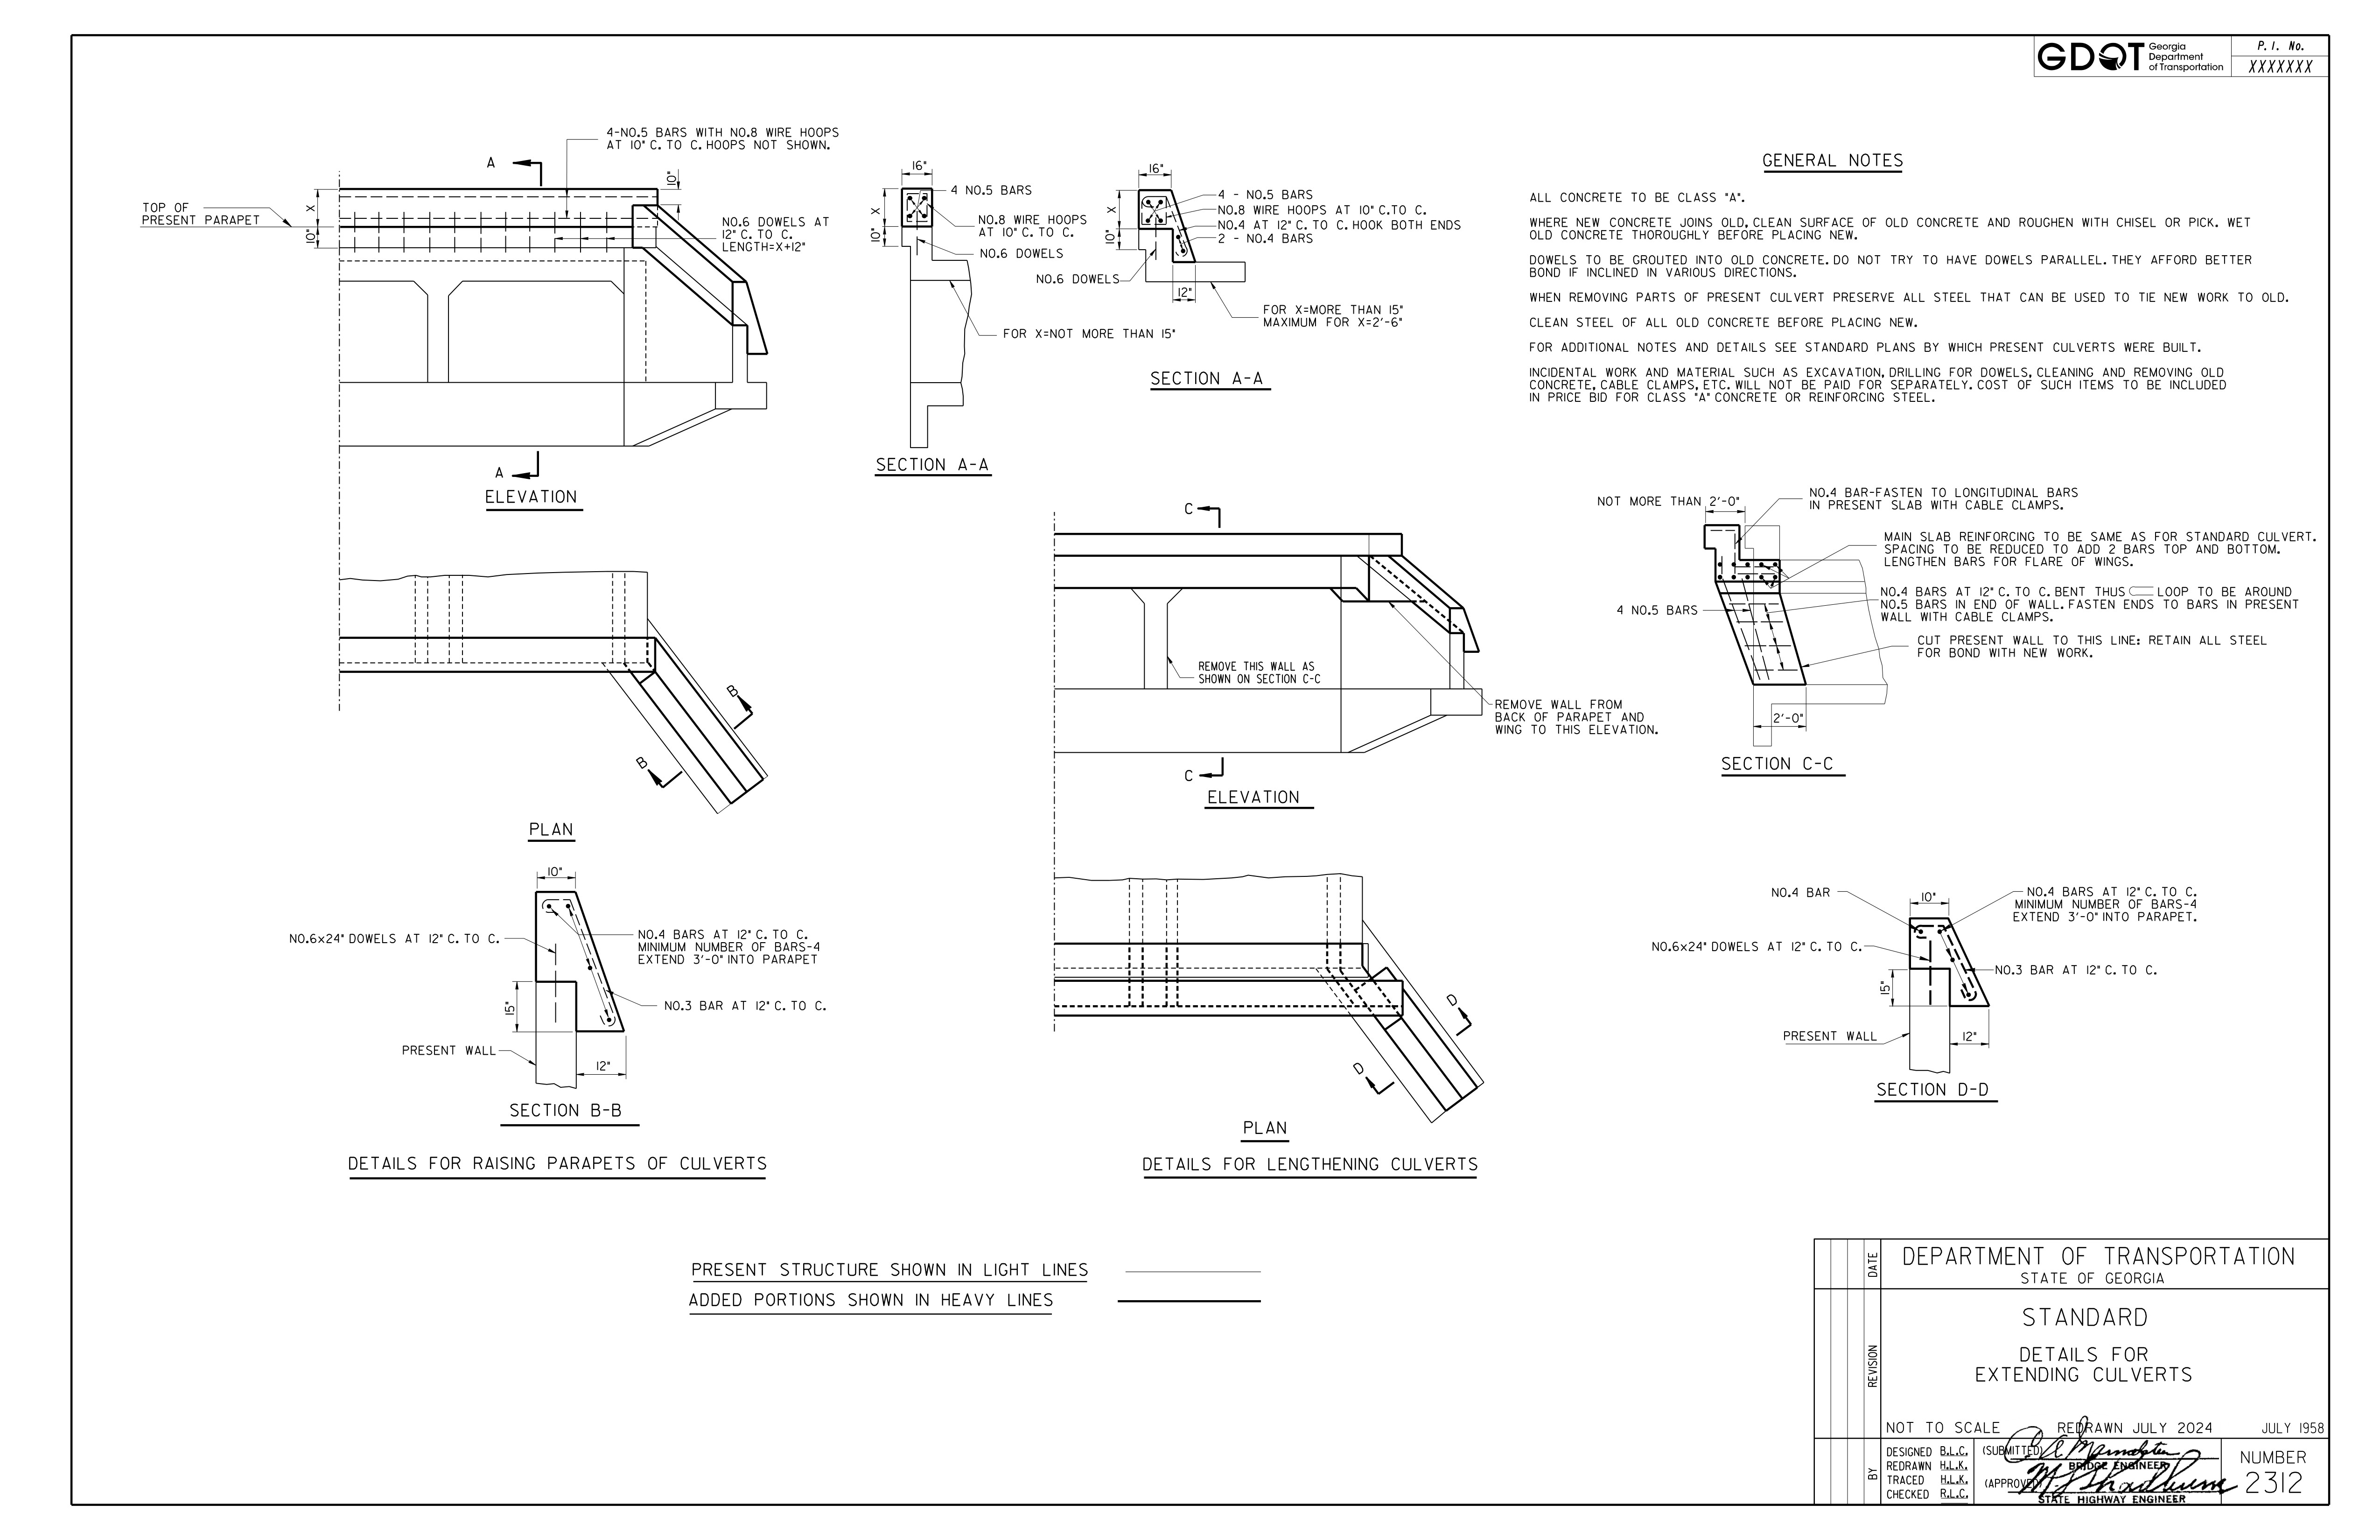 GDOT Georgia
Department
of Transportation
P. I. No.
XXXXXXX
4-NO.5 BARS WITH NO.8 WIRE HOOPS
AT 10" C. TO C. HOOPS NOT SHOWN.
A
10"
X
TOP OF
PRESENT PARAPET
10"
NO.6 DOWELS AT
12" C. TO C.
LENGTH=X+12"
A
ELEVATION
16"
4 NO.5 BARS
X
NO.8 WIRE HOOPS
AT 10" C. TO C.
10"
NO.6 DOWELS
FOR X=NOT MORE THAN 15"
SECTION A-A
16"
4 - NO.5 BARS
X
NO.8 WIRE HOOPS AT 10" C.TO C.
NO.4 AT 12" C. TO C. HOOK BOTH ENDS
2 - NO.4 BARS
10"
NO.6 DOWELS
12"
FOR X=MORE THAN 15"
MAXIMUM FOR X=2'-6"
SECTION A-A
GENERAL NOTES
ALL CONCRETE TO BE CLASS "A".
WHERE NEW CONCRETE JOINS OLD, CLEAN SURFACE OF OLD CONCRETE AND ROUGHEN WITH CHISEL OR PICK. WET
OLD CONCRETE THOROUGHLY BEFORE PLACING NEW.
DOWELS TO BE GROUTED INTO OLD CONCRETE. DO NOT TRY TO HAVE DOWELS PARALLEL. THEY AFFORD BETTER
BOND IF INCLINED IN VARIOUS DIRECTIONS.
WHEN REMOVING PARTS OF PRESENT CULVERT PRESERVE ALL STEEL THAT CAN BE USED TO TIE NEW WORK TO OLD.
CLEAN STEEL OF ALL OLD CONCRETE BEFORE PLACING NEW.
FOR ADDITIONAL NOTES AND DETAILS SEE STANDARD PLANS BY WHICH PRESENT CULVERTS WERE BUILT.
INCIDENTAL WORK AND MATERIAL SUCH AS EXCAVATION, DRILLING FOR DOWELS, CLEANING AND REMOVING OLD
CONCRETE, CABLE CLAMPS, ETC. WILL NOT BE PAID FOR SEPARATELY. COST OF SUCH ITEMS TO BE INCLUDED
IN PRICE BID FOR CLASS "A" CONCRETE OR REINFORCING STEEL.
B
B
PLAN
10"
NO.6x24" DOWELS AT 12" C. TO C.
NO.4 BARS AT 12" C. TO C.
MINIMUM NUMBER OF BARS-4
EXTEND 3'-0" INTO PARAPET
15"
NO.3 BAR AT 12" C. TO C.
PRESENT WALL
12"
SECTION B-B
DETAILS FOR RAISING PARAPETS OF CULVERTS
C
REMOVE THIS WALL AS
SHOWN ON SECTION C-C
REMOVE WALL FROM
BACK OF PARAPET AND
WING TO THIS ELEVATION.
C
ELEVATION
D
D
PLAN
DETAILS FOR LENGTHENING CULVERTS
NOT MORE THAN 2'-0"
NO.4 BAR-FASTEN TO LONGITUDINAL BARS
IN PRESENT SLAB WITH CABLE CLAMPS.
MAIN SLAB REINFORCING TO BE SAME AS FOR STANDARD CULVERT.
SPACING TO BE REDUCED TO ADD 2 BARS TOP AND BOTTOM.
LENGTHEN BARS FOR FLARE OF WINGS.
4 NO.5 BARS
NO.4 BARS AT 12" C. TO C. BENT THUS LOOP TO BE AROUND
NO.5 BARS IN END OF WALL. FASTEN ENDS TO BARS IN PRESENT
WALL WITH CABLE CLAMPS.
CUT PRESENT WALL TO THIS LINE: RETAIN ALL STEEL
FOR BOND WITH NEW WORK.
2'-0"
SECTION C-C
NO.4 BAR
10"
NO.4 BARS AT 12" C. TO C.
MINIMUM NUMBER OF BARS-4
EXTEND 3'-0" INTO PARAPET.
NO.6x24" DOWELS AT 12" C. TO C.
NO.3 BAR AT 12" C. TO C.
15"
PRESENT WALL
12"
SECTION D-D
PRESENT STRUCTURE SHOWN IN LIGHT LINES
ADDED PORTIONS SHOWN IN HEAVY LINES
DATE
REVISION
BY
DEPARTMENT OF TRANSPORTATION
STATE OF GEORGIA
STANDARD
DETAILS FOR
EXTENDING CULVERTS
NOT TO SCALE REDRAWN JULY 2024 JULY 1958
DESIGNED B.L.C.
REDRAWN H.L.K.
TRACED H.L.K.
CHECKED R.L.C.
(SUBMITTED)
BRIDGE ENGINEER
(APPROVED)
STATE HIGHWAY ENGINEER
NUMBER
2312